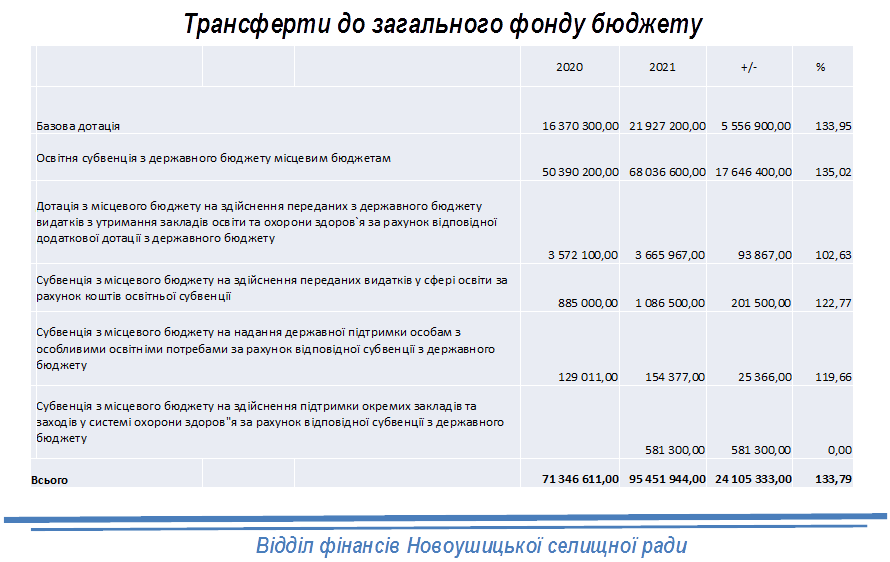 Трансферти до загального фонду бюджету
2020 2021 +/- %
Базова дотація 16 370 300,00 21 927 200,00 5 556 900,00 133,95
Освітня субвенція з державного бюджету місцевим бюджетам
50 390 200,00 68 036 600,00 17 646 400,00 135,02
Дотація з місцевого бюджету на здійснення переданих з державного бюджету
видатків з утримання закладів освіти та охорони здоров`я за рахунок відповідної
додаткової дотації з державного бюджету
3 572 100,00 3 665 967,00 93 867,00 102,63
Субвенція з місцевого бюджету на здійснення переданих видатків у сфері освіти за
рахунок коштів освітньої субвенції
885 000,00 1 086 500,00 201 500,00 122,77
Субвенція з місцевого бюджету на надання державної підтримки особам з
особливими освітніми потребами за рахунок відповідної субвенції з державного
бюджету
129 011,00 154 377,00 25 366,00 119,66
Субвенція з місцевого бюджету на здійснення підтримки окремих закладів та
заходів у системі охорони здоров"я за рахунок відповідної субвенції з державного
бюджету
581 300,00 581 300,00 0,00
Всього 71 346 611,00 95 451 944,00 24 105 333,00 133,79
Відділ фінансів Новоушицької селищної ради